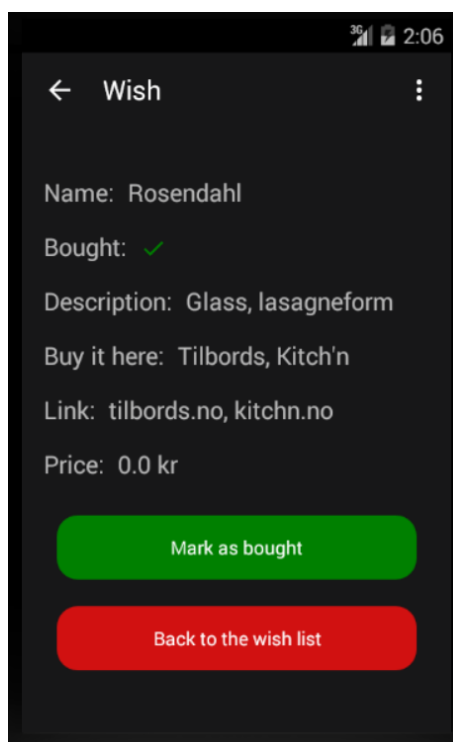 3G 2:06
Wish
Name: Rosendahl
Bought:
Description: Glass, lasagneform
Buy it here: Tilbords, Kitch'n
Link: tilbords.no, kitchn.no
Price: 0.0 kr
Mark as bought
Back to the wish list